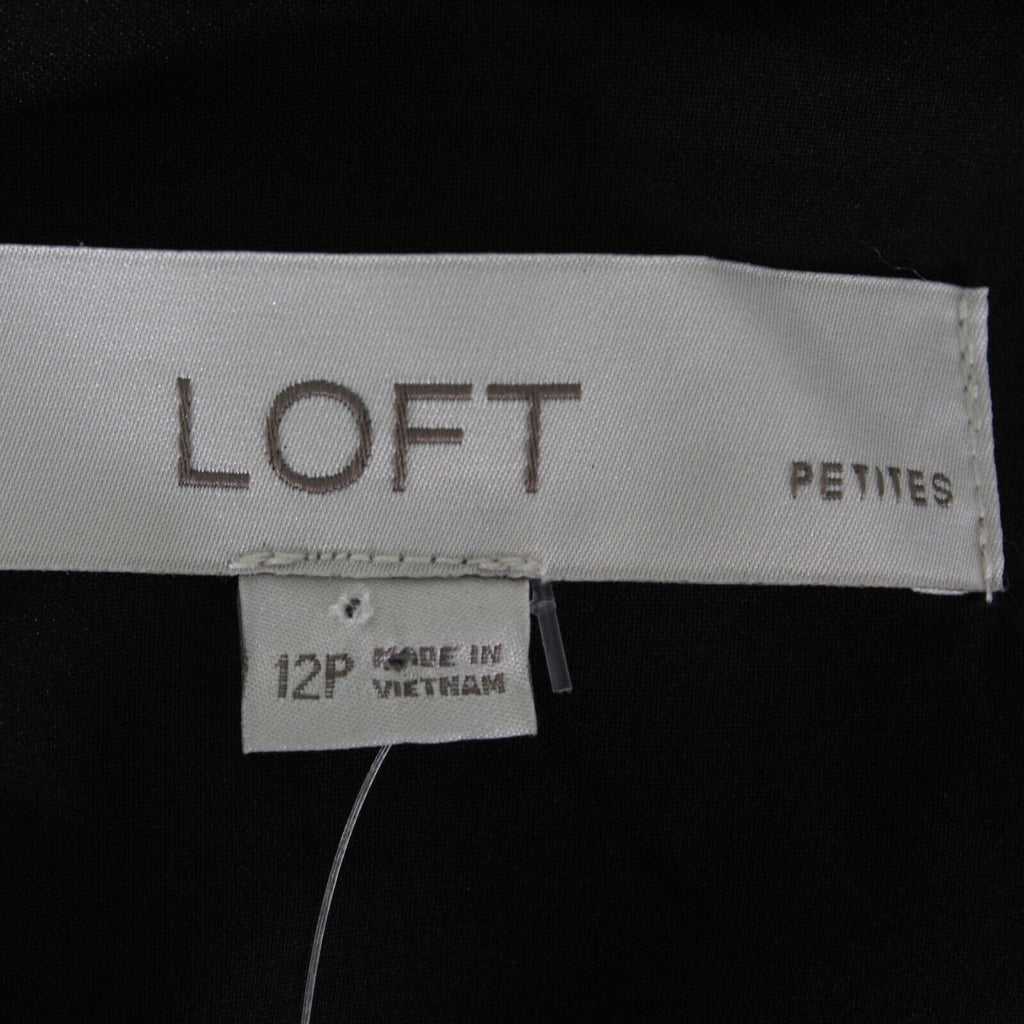 LOFT
PETITES
12P MADE IN
VIETNAM